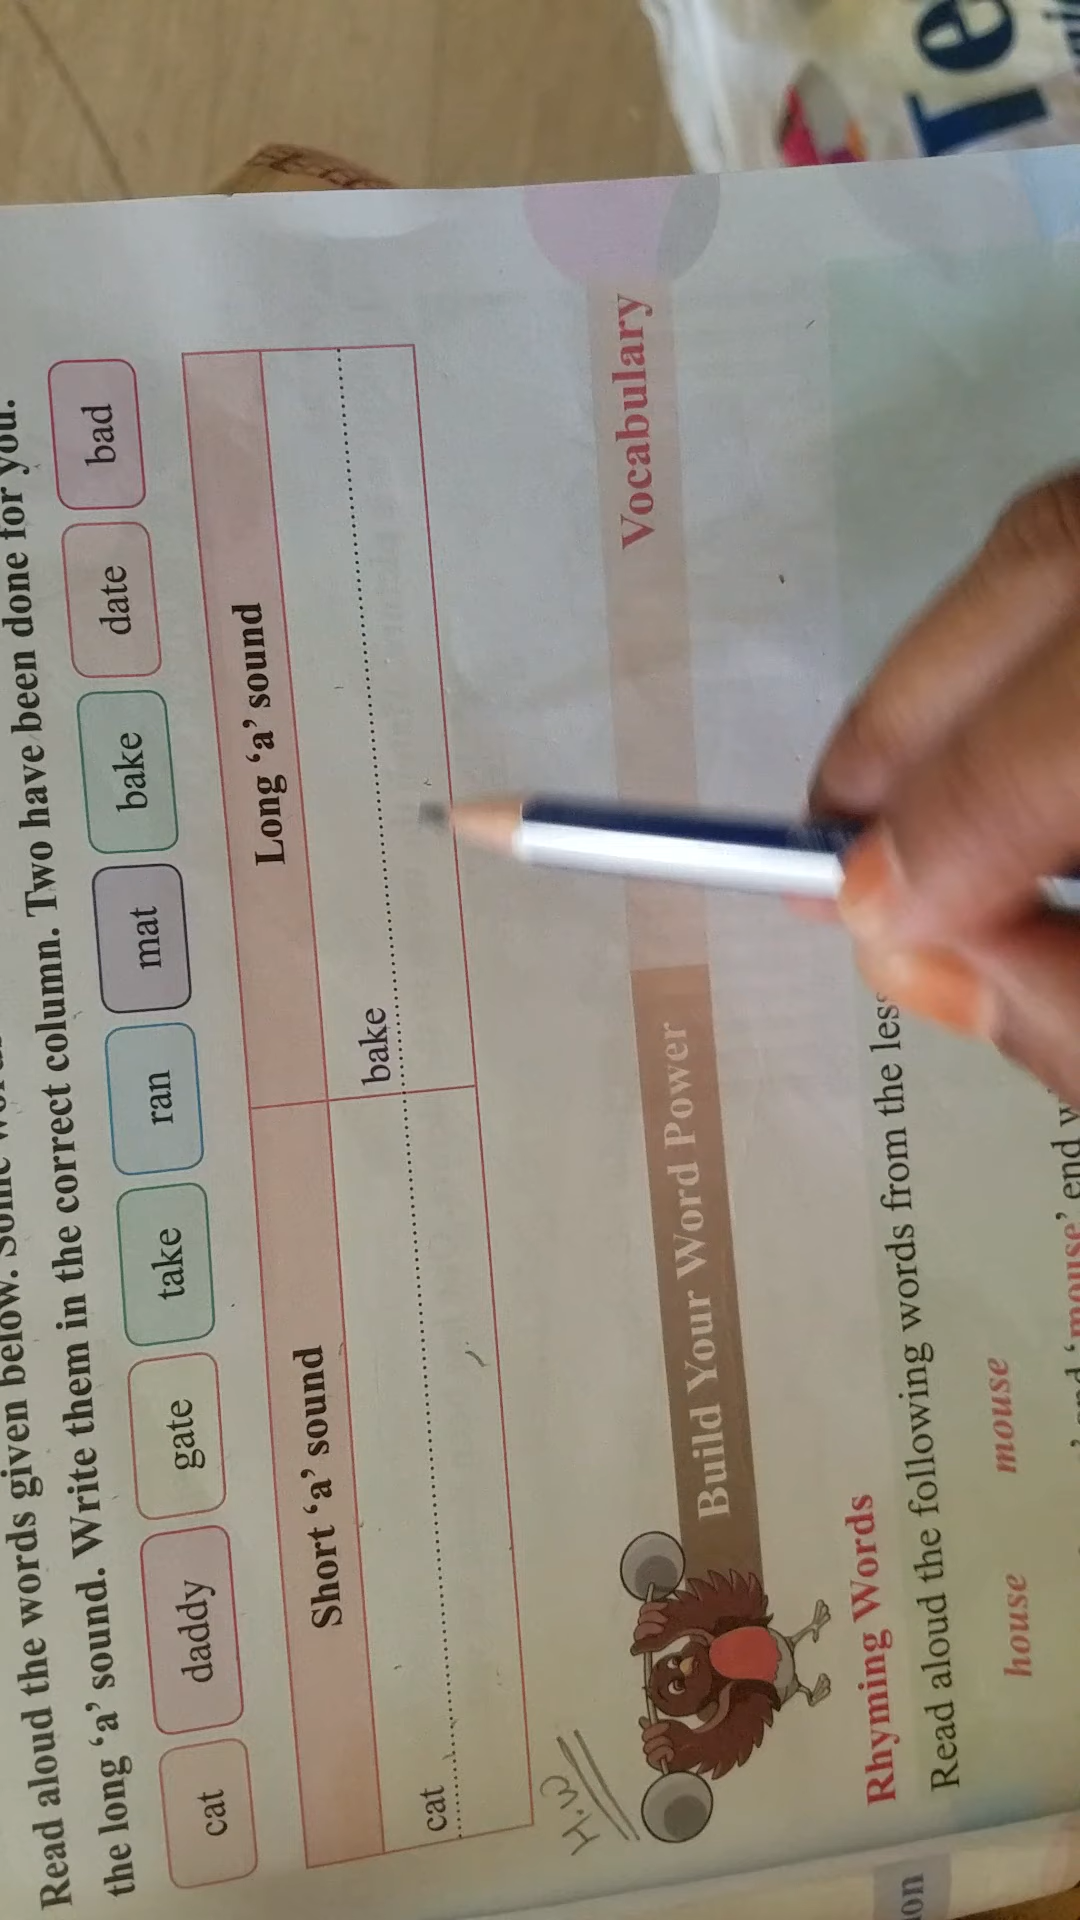 Read aloud the words given below. Some
the long ‘a’ sound. Write them in the correct column. Two have been done for you.
cat daddy gate take ran mat bake date bad
Short ‘a’ sound Long ‘a’ sound
cat bake
H.W
Build Your Word Power Vocabulary
Rhyming Words
Read aloud the following words from the
house mouse
‘mouse’ end